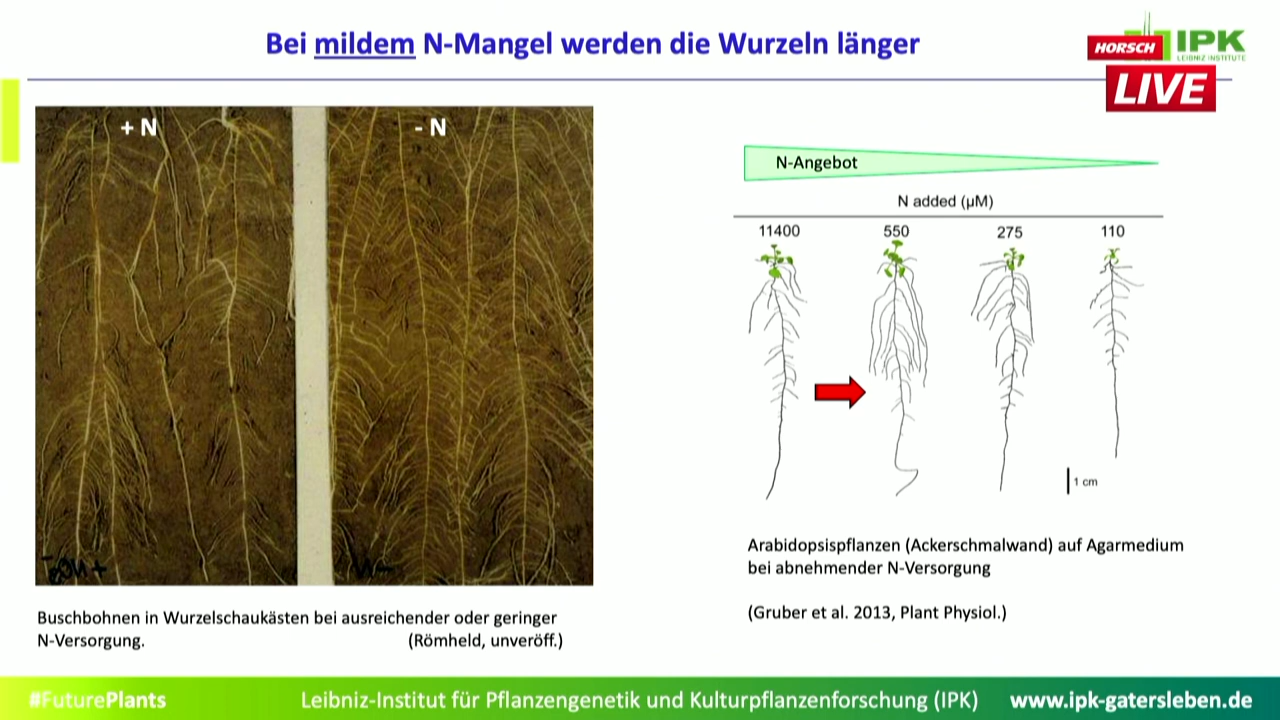 Bei mildem N-Mangel werden die Wurzeln länger
HORSCH
LIVE
IPK
LEIBNIZ INSTITUTE
+ N
- N
N-Angebot
N added (µM)
11400 550 275 110
1 cm
Arabidopsispflanzen (Ackerschmalwand) auf Agarmedium
bei abnehmender N-Versorgung
(Gruber et al. 2013, Plant Physiol.)
Buschbohnen in Wurzelschaukästen bei ausreichender oder geringer
N-Versorgung. (Römheld, unveröff.)
#FuturePlants Leibniz-Institut für Pflanzengenetik und Kulturpflanzenforschung (IPK) www.ipk-gatersleben.de